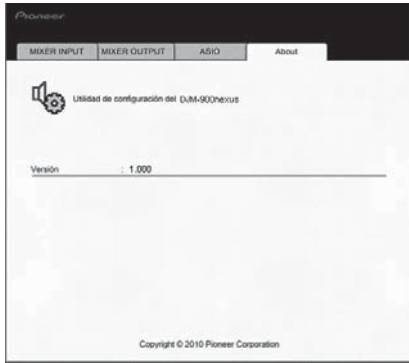 Pioneer
MIXER INPUT MIXER OUTPUT ASIO About
Utilidad de configuración del DJM-900nexus
Versión : 1.000
Copyright © 2010 Pioneer Corporation